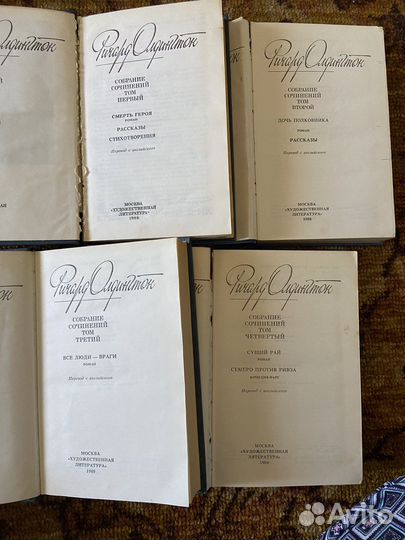 Ричард Олдингтон
СОБРАНИЕ
СОЧИНЕНИЙ
ТОМ
ПЕРВЫЙ
СМЕРТЬ ГЕРОЯ
РОМАН
РАССКАЗЫ
СТИХОТВОРЕНИЯ
Перевод с английского
МОСКВА
«ХУДОЖЕСТВЕННАЯ
ЛИТЕРАТУРА»
1988
Ричард Олдингтон
СОБРАНИЕ
СОЧИНЕНИЙ
ТОМ
ВТОРОЙ
ДОЧЬ ПОЛКОВНИКА
РОМАН
РАССКАЗЫ
Перевод с английского
МОСКВА
«ХУДОЖЕСТВЕННАЯ
ЛИТЕРАТУРА»
1988
Ричард Олдингтон
СОБРАНИЕ
СОЧИНЕНИЙ
ТОМ
ТРЕТИЙ
ВСЕ ЛЮДИ — ВРАГИ
РОМАН
Перевод с английского
МОСКВА
«ХУДОЖЕСТВЕННАЯ
ЛИТЕРАТУРА»
1988
Ричард Олдингтон
СОБРАНИЕ
СОЧИНЕНИЙ
ТОМ
ЧЕТВЕРТЫЙ
СУЩИЙ РАЙ
РОМАН
СЕМЕРО ПРОТИВ РИВЗА
Перевод с английского
МОСКВА
«ХУДОЖЕСТВЕННАЯ
ЛИТЕРАТУРА»
Avito